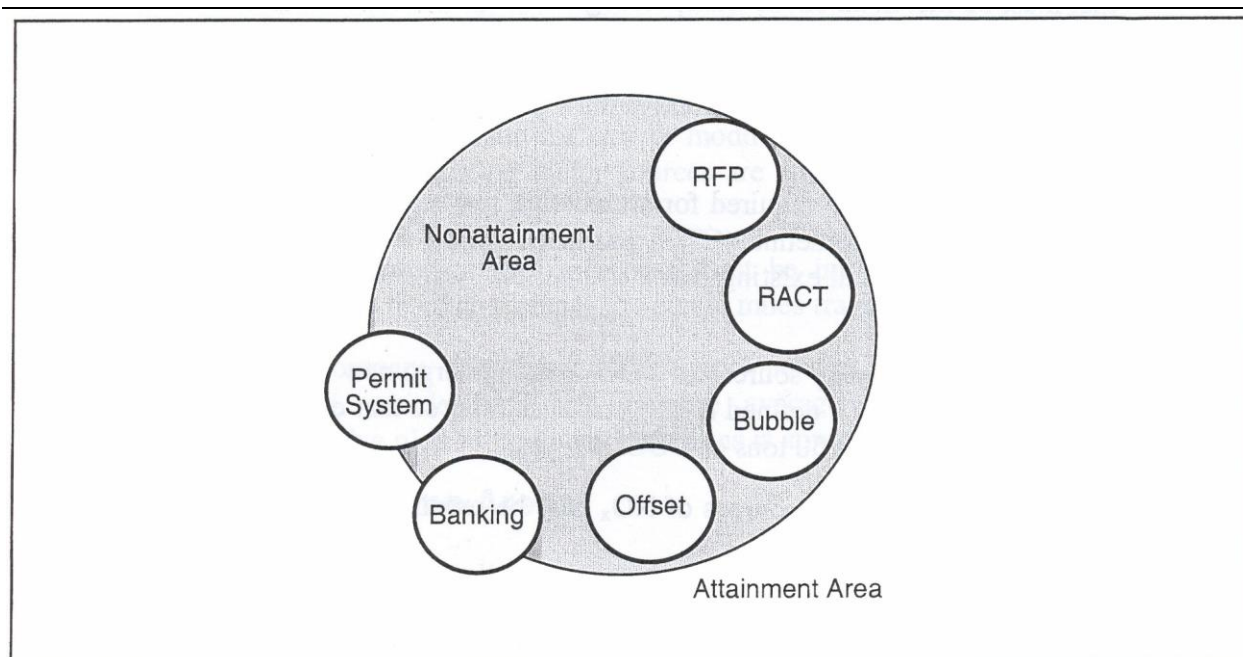 RFP
Nonattainment
Area
RACT
Permit
System
Bubble
Offset
Banking
Attainment Area